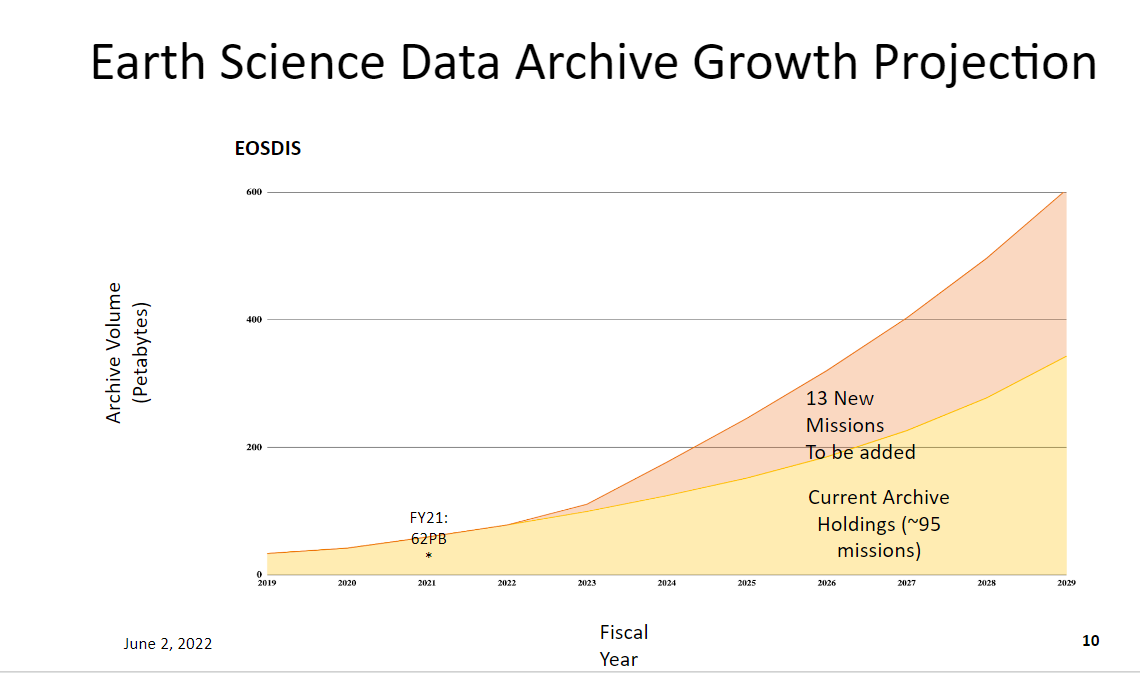 Earth Science Data Archive Growth Projection
EOSDIS
Archive Volume
(Petabytes)
600
400
200
0
13 New
Missions
To be added
Current Archive
Holdings (~95
missions)
FY21:
62PB
*
2019 2020 2021 2022 2023 2024 2025 2026 2027 2028 2029
Fiscal
Year
June 2, 2022
10